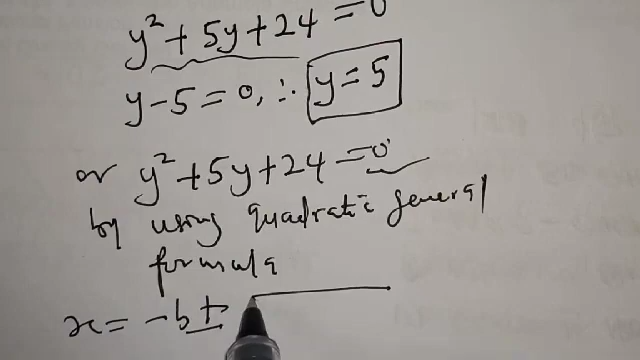 y² + 5y + 24 = 0
y - 5 = 0, ∴ y = 5
or y² + 5y + 24 = 0
by using quadratic general
formula
x = -b ±